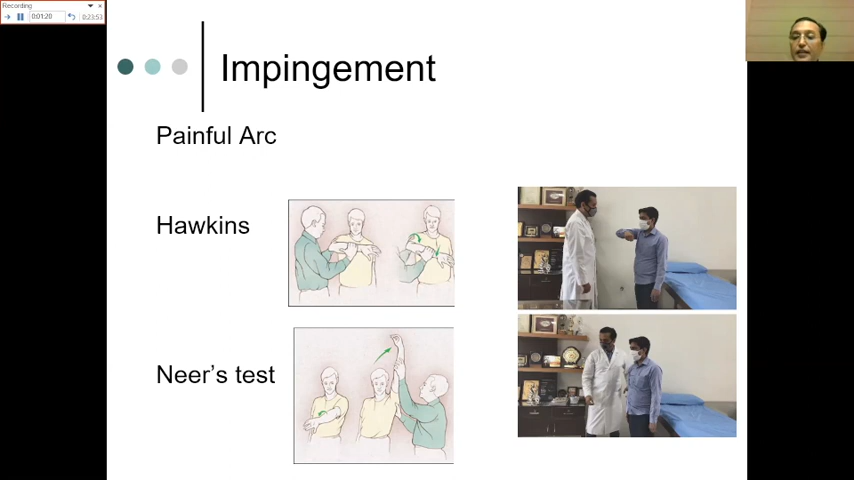 Recording
0:01:20
0:23:53
Impingement
Painful Arc
Hawkins
Neer's test